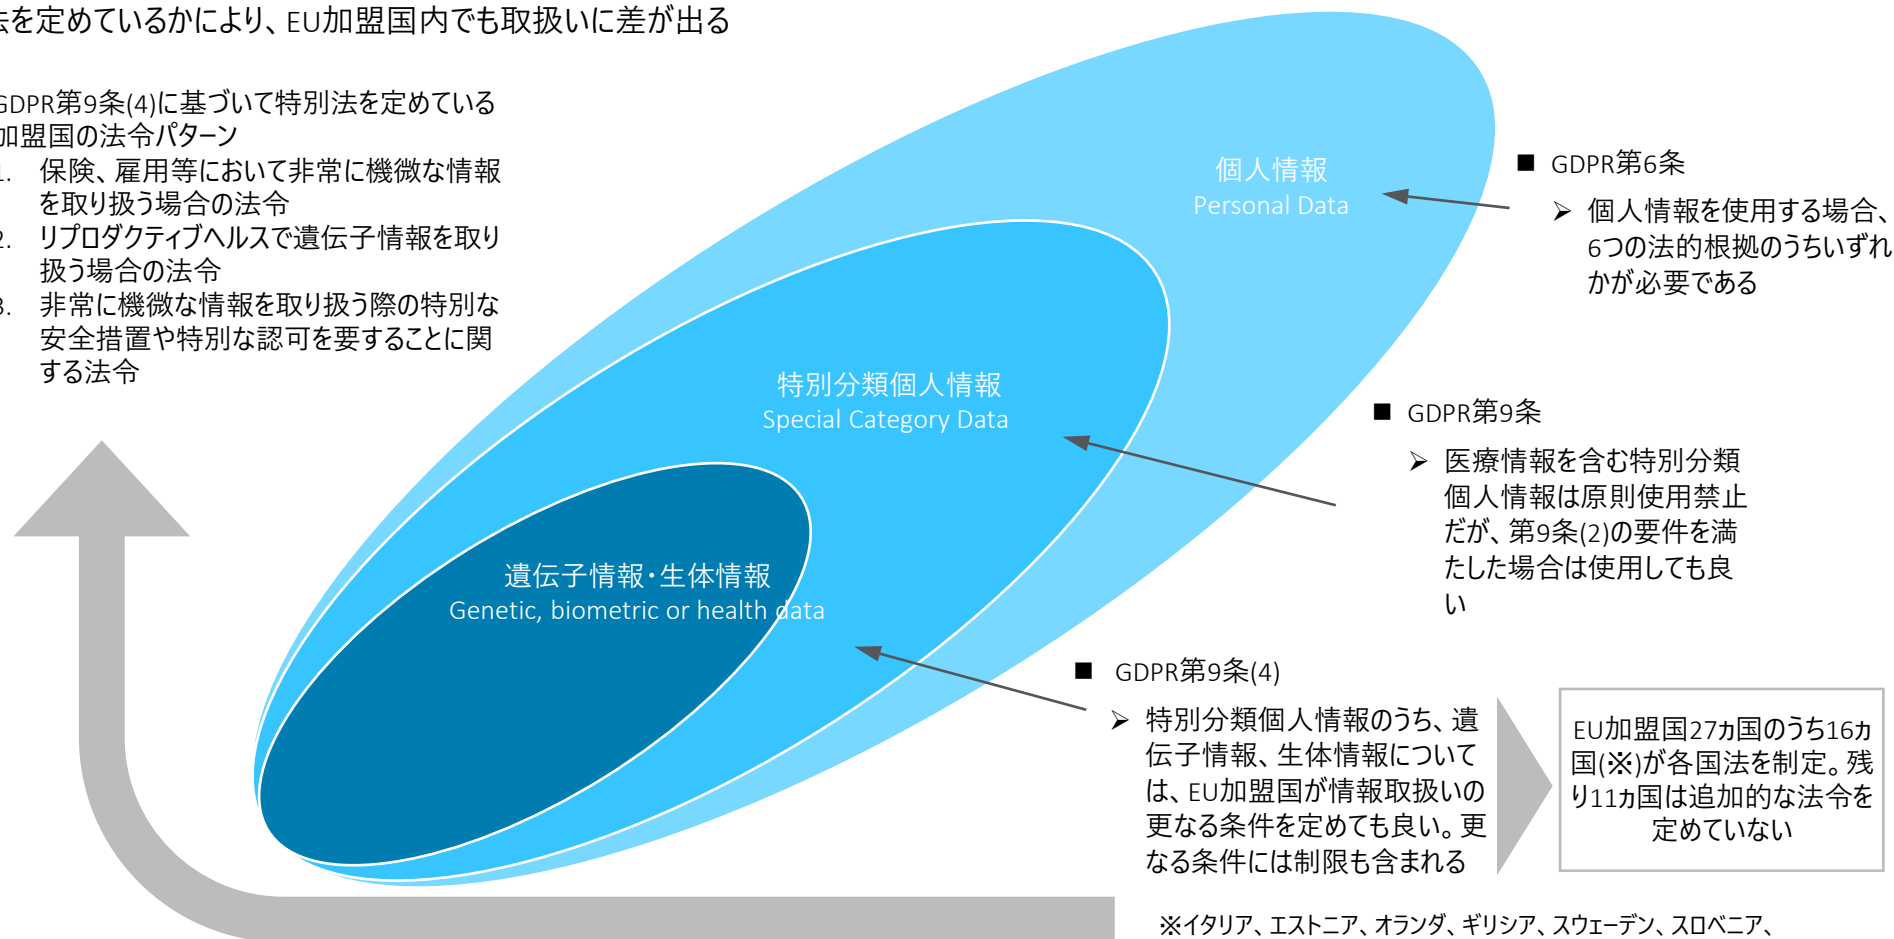 法を定めているかにより、EU加盟国内でも取扱いに差が出る
GDPR第9条(4)に基づいて特別法を定めている
加盟国の法令パターン
1. 保険、雇用等において非常に機微な情報
を取り扱う場合の法令
2. リプロダクティブヘルスで遺伝子情報を取り
扱う場合の法令
3. 非常に機微な情報を取り扱う際の特別な
安全措置や特別な認可を要することに関
する法令
個人情報
Personal Data
特別分類個人情報
Special Category Data
遺伝子情報・生体情報
Genetic, biometric or health data
■ GDPR第6条
➢ 個人情報を使用する場合、
6つの法的根拠のうちいずれ
かが必要である
■ GDPR第9条
➢ 医療情報を含む特別分類
個人情報は原則使用禁止
だが、第9条(2)の要件を満
たした場合は使用しても良
い
■ GDPR第9条(4)
➢ 特別分類個人情報のうち、遺
伝子情報、生体情報について
は、EU加盟国が情報取扱いの
更なる条件を定めても良い。更
なる条件には制限も含まれる
EU加盟国27ヵ国のうち16ヵ
国(※)が各国法を制定。残
り11ヵ国は追加的な法令を
定めていない
※イタリア、エストニア、オランダ、ギリシア、スウェーデン、スロベニア、